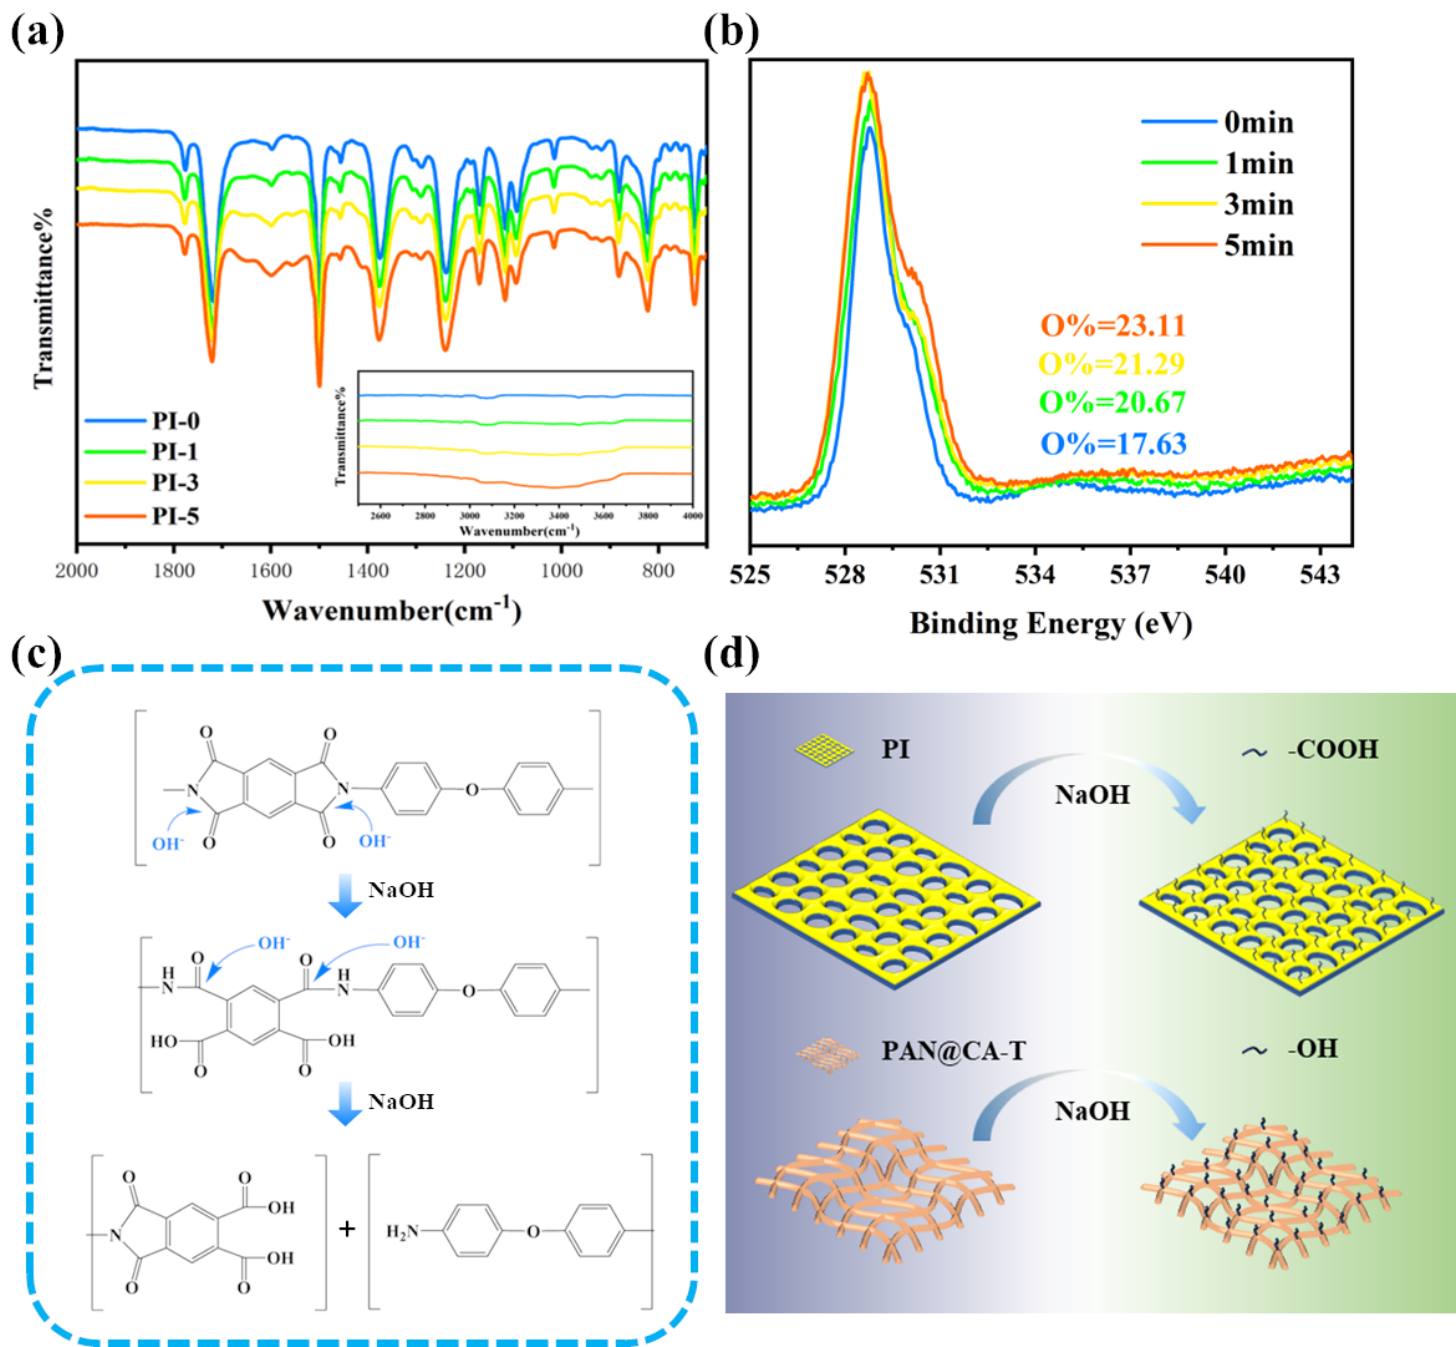 (a)
Transmittance%
PI-0
PI-1
PI-3
PI-5
2000 1800 1600 1400 1200 1000 800
Wavenumber(cm-1)
Transmittance%
2600 2800 3000 3200 3400 3600 3800 4000
Wavenumber(cm-1)
(b)
0min
1min
3min
5min
O%=23.11
O%=21.29
O%=20.67
O%=17.63
525 528 531 534 537 540 543
Binding Energy (eV)
(c)
O O
N N O
OH- O O OH-
NaOH
OH- OH-
O O
H N H N O
HO OH
O O
NaOH
O O
OH
N + H2N O
OH
O O
(d)
PI -COOH
NaOH
PAN@CA-T -OH
NaOH